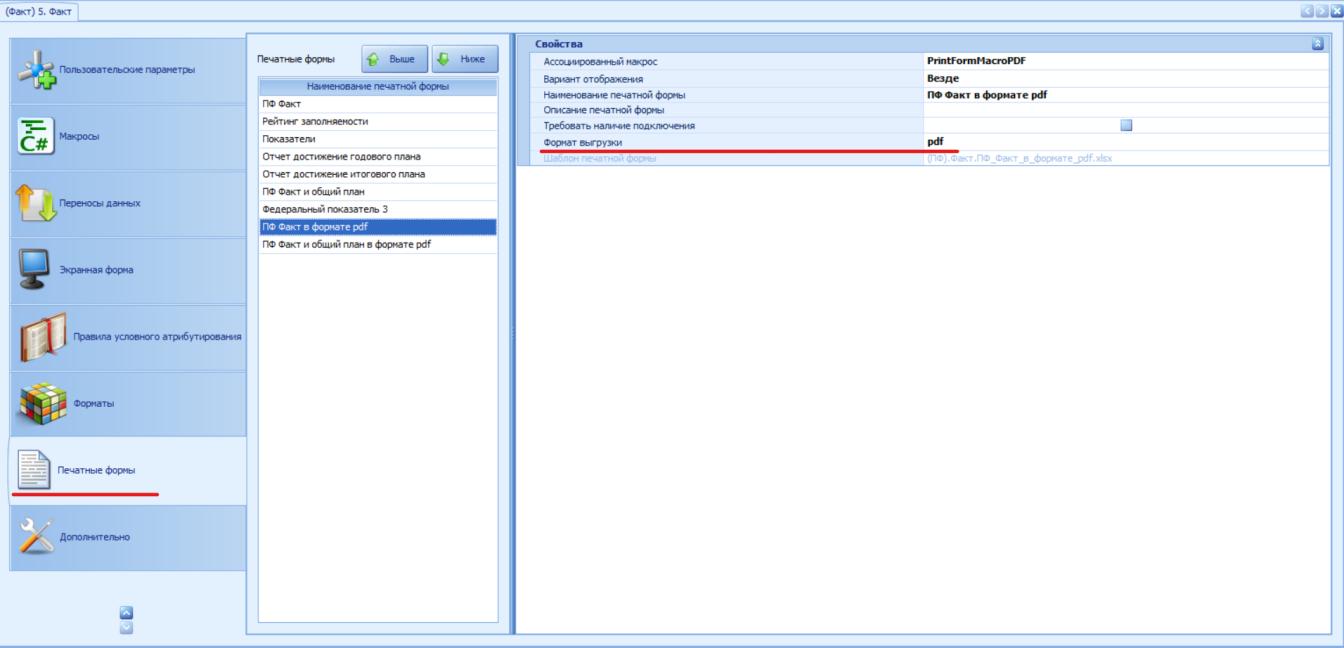 (Факт) 5. Факт
Пользовательские параметры
C#
Макросы
Переносы данных
Экранная форма
Правила условного атрибутирования
Форматы
Печатные формы
Дополнительно
Печатные формы
Выше
Ниже
Наименование печатной формы
ПФ Факт
Рейтинг заполняемости
Показатели
Отчет достижение годового плана
Отчет достижение итогового плана
ПФ Факт и общий план
Федеральный показатель 3
ПФ Факт в формате pdf
ПФ Факт и общий план в формате pdf
Свойства
Ассоциированный макрос PrintFormMacroPDF
Вариант отображения Везде
Наименование печатной формы ПФ Факт в формате pdf
Описание печатной формы
Требовать наличие подключения
Формат выгрузки pdf
Шаблон печатной формы (ПФ).Факт.ПФ_Факт_в_формате_pdf.xlsx